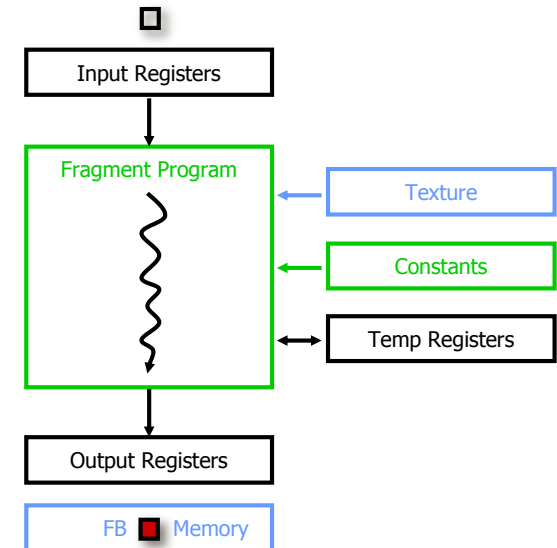 Input Registers
Fragment Program
Texture
Constants
Temp Registers
Output Registers
FB Memory